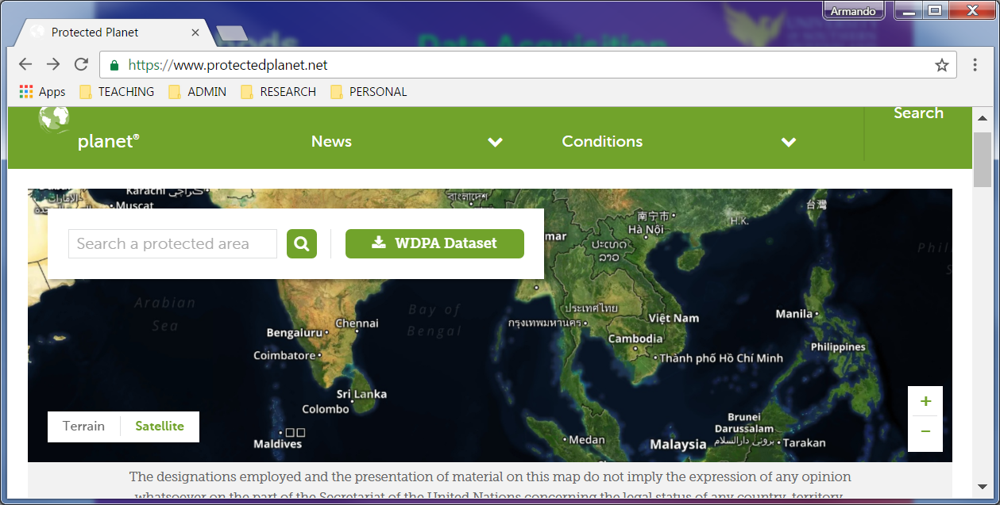 Data Acquisition
Armando
Protected Planet
https://www.protectedplanet.net
Apps TEACHING ADMIN RESEARCH PERSONAL
Search
planet® News Conditions
Karachi كراچی
Muscat
বাংলাদেশ
台灣
南宁市
H.K.
Hà Nội
Search a protected area WDPA Dataset
mar
ປະເທດ
ລາວ
Arabian
Sea
Bay of
Bengal
ประเทศไทย
Việt Nam
Manila
Chennai
กรุงเทพมหานคร
Bengaluru
Cambodia
Philippines
Coimbatore
Thành phố Hồ Chí Minh
Sri Lanka
Colombo
+
Terrain Satellite
Brunei
Darussalam
Maldives
Medan
Malaysia
بروني دارالسلام
Tarakan
−
The designations employed and the presentation of material on this map do not imply the expression of any opinion
whatsoever on the part of the Secretariat of the United Nations concerning the legal status of any country, territory,